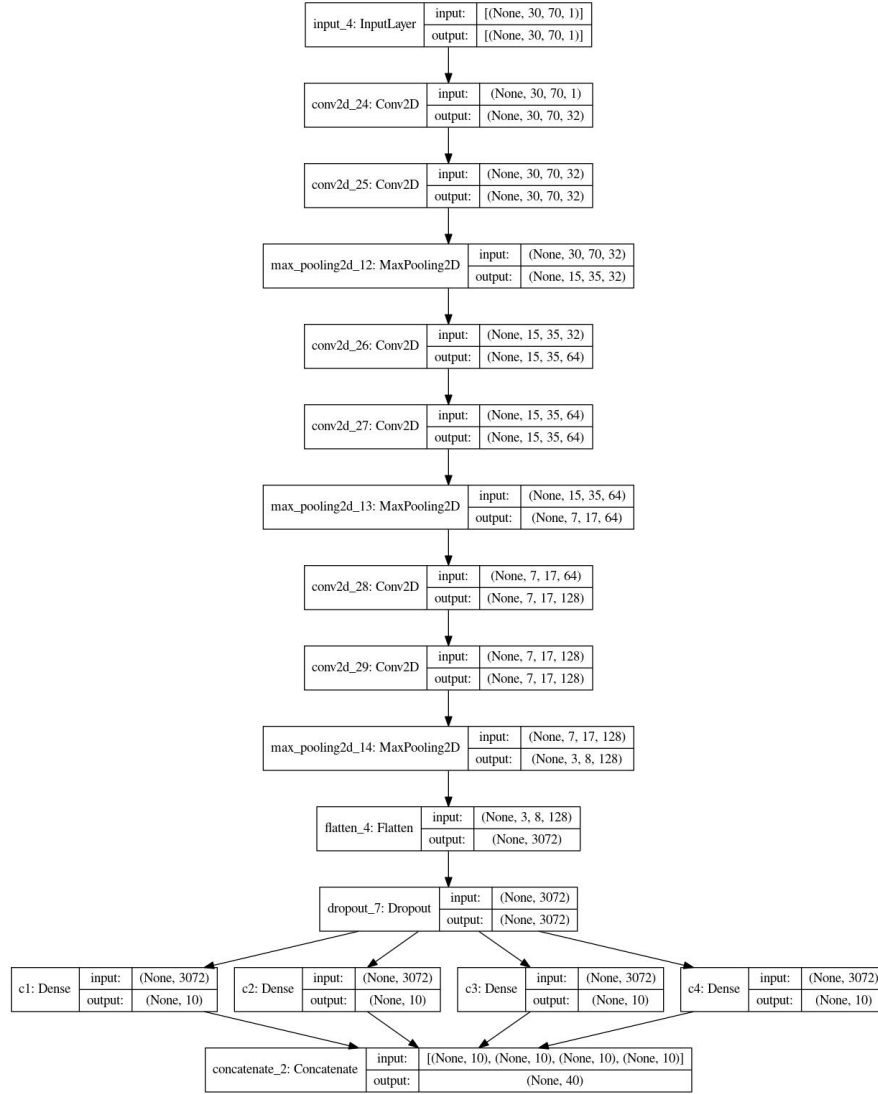 input_4: InputLayer
input: [(None, 30, 70, 1)]
output: [(None, 30, 70, 1)]
conv2d_24: Conv2D
input: (None, 30, 70, 1)
output: (None, 30, 70, 32)
conv2d_25: Conv2D
input: (None, 30, 70, 32)
output: (None, 30, 70, 32)
max_pooling2d_12: MaxPooling2D
input: (None, 30, 70, 32)
output: (None, 15, 35, 32)
conv2d_26: Conv2D
input: (None, 15, 35, 32)
output: (None, 15, 35, 64)
conv2d_27: Conv2D
input: (None, 15, 35, 64)
output: (None, 15, 35, 64)
max_pooling2d_13: MaxPooling2D
input: (None, 15, 35, 64)
output: (None, 7, 17, 64)
conv2d_28: Conv2D
input: (None, 7, 17, 64)
output: (None, 7, 17, 128)
conv2d_29: Conv2D
input: (None, 7, 17, 128)
output: (None, 7, 17, 128)
max_pooling2d_14: MaxPooling2D
input: (None, 7, 17, 128)
output: (None, 3, 8, 128)
flatten_4: Flatten
input: (None, 3, 8, 128)
output: (None, 3072)
dropout_7: Dropout
input: (None, 3072)
output: (None, 3072)
c1: Dense
input: (None, 3072)
output: (None, 10)
c2: Dense
input: (None, 3072)
output: (None, 10)
c3: Dense
input: (None, 3072)
output: (None, 10)
c4: Dense
input: (None, 3072)
output: (None, 10)
concatenate_2: Concatenate
input: [(None, 10), (None, 10), (None, 10), (None, 10)]
output: (None, 40)